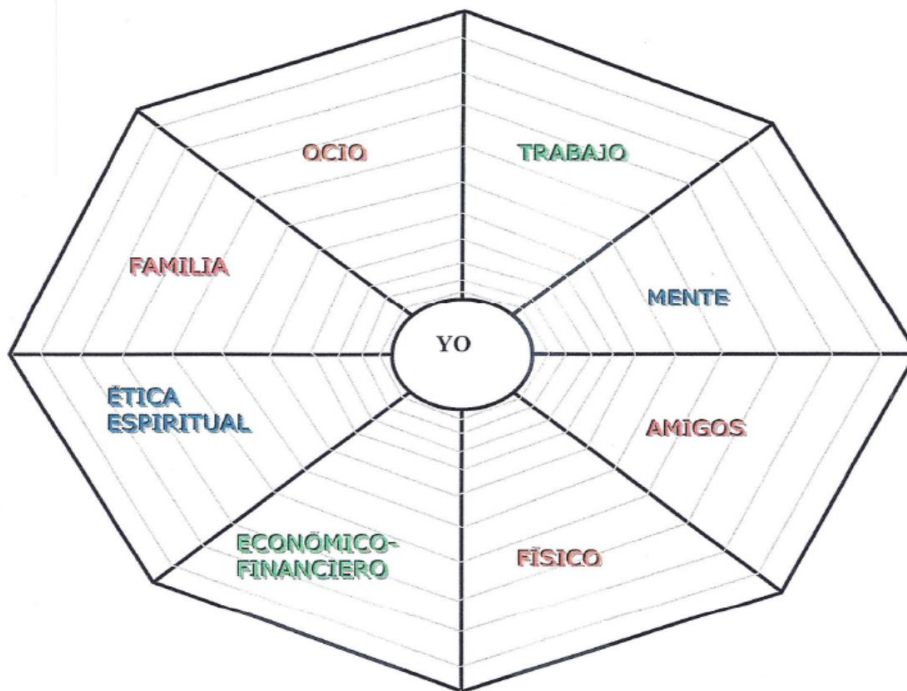 OCIO
TRABAJO
FAMILIA
MENTE
YO
ÉTICA
ESPIRITUAL
AMIGOS
ECONÓMICO-
FINANCIERO
FÍSICO